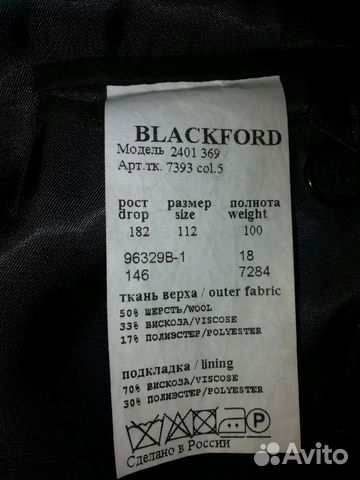 BLACKFORD
Модель 2401 369
Арт.тк. 7393 col.5
рост размер полнота
drop size weight
182 112 100
96329B-1 18
146 7284
ткань верха / outer fabric
50% ШЕРСТЬ/WOOL
33% ВИСКОЗА/VISCOSE
17% ПОЛИЭСТЕР/POLYESTER
подкладка / lining
70% ВИСКОЗА/VISCOSE
30% ПОЛИЭСТЕР/POLYESTER
P
Сделано в России
Avito